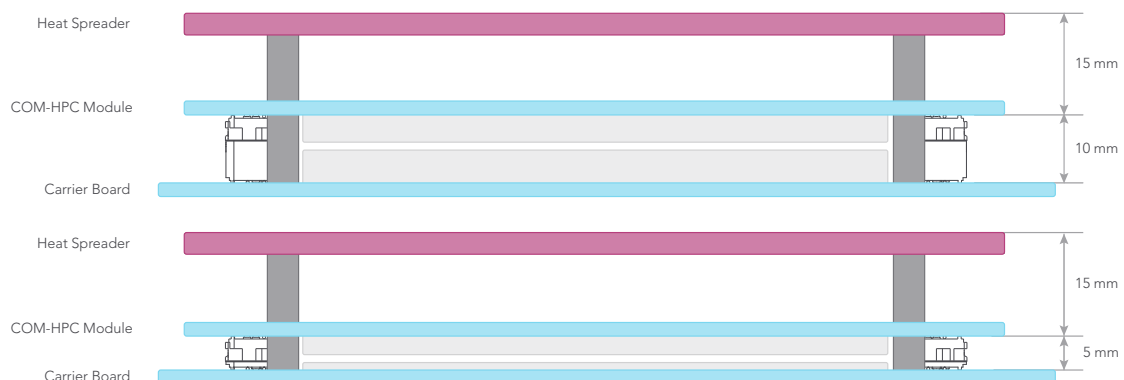 Heat Spreader
15 mm
COM-HPC Module
10 mm
Carrier Board
Heat Spreader
15 mm
COM-HPC Module
5 mm
Carrier Board